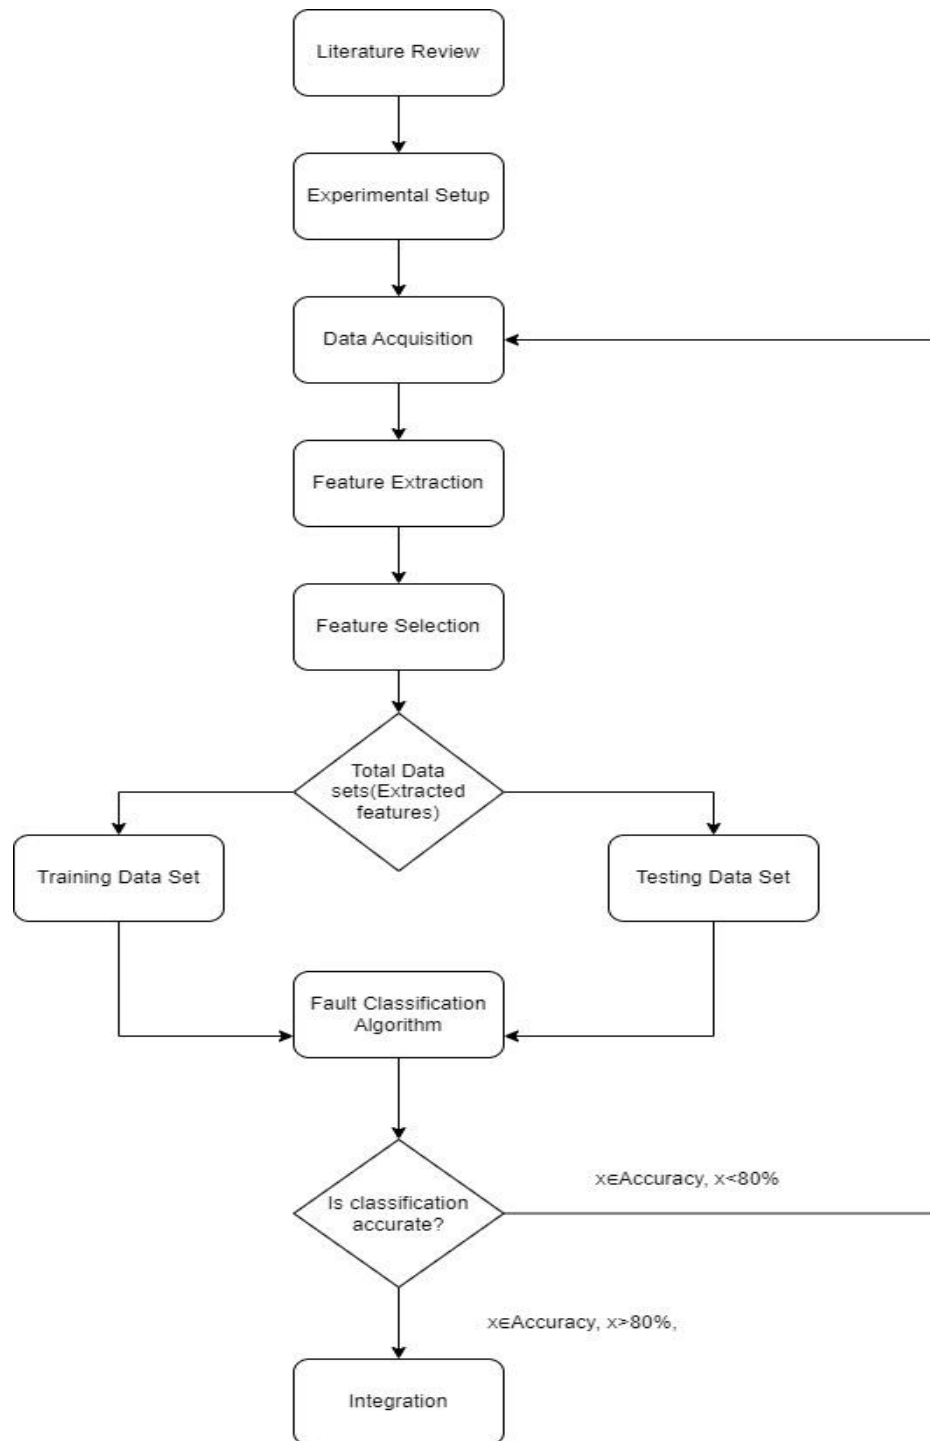 Literature Review
Experimental Setup
Data Acquisition
Feature Extraction
Feature Selection
Total Data
sets(Extracted
features)
Training Data Set
Testing Data Set
Fault Classification
Algorithm
Is classification
accurate?
x∈Accuracy, x<80%
x∈Accuracy, x>80%,
Integration